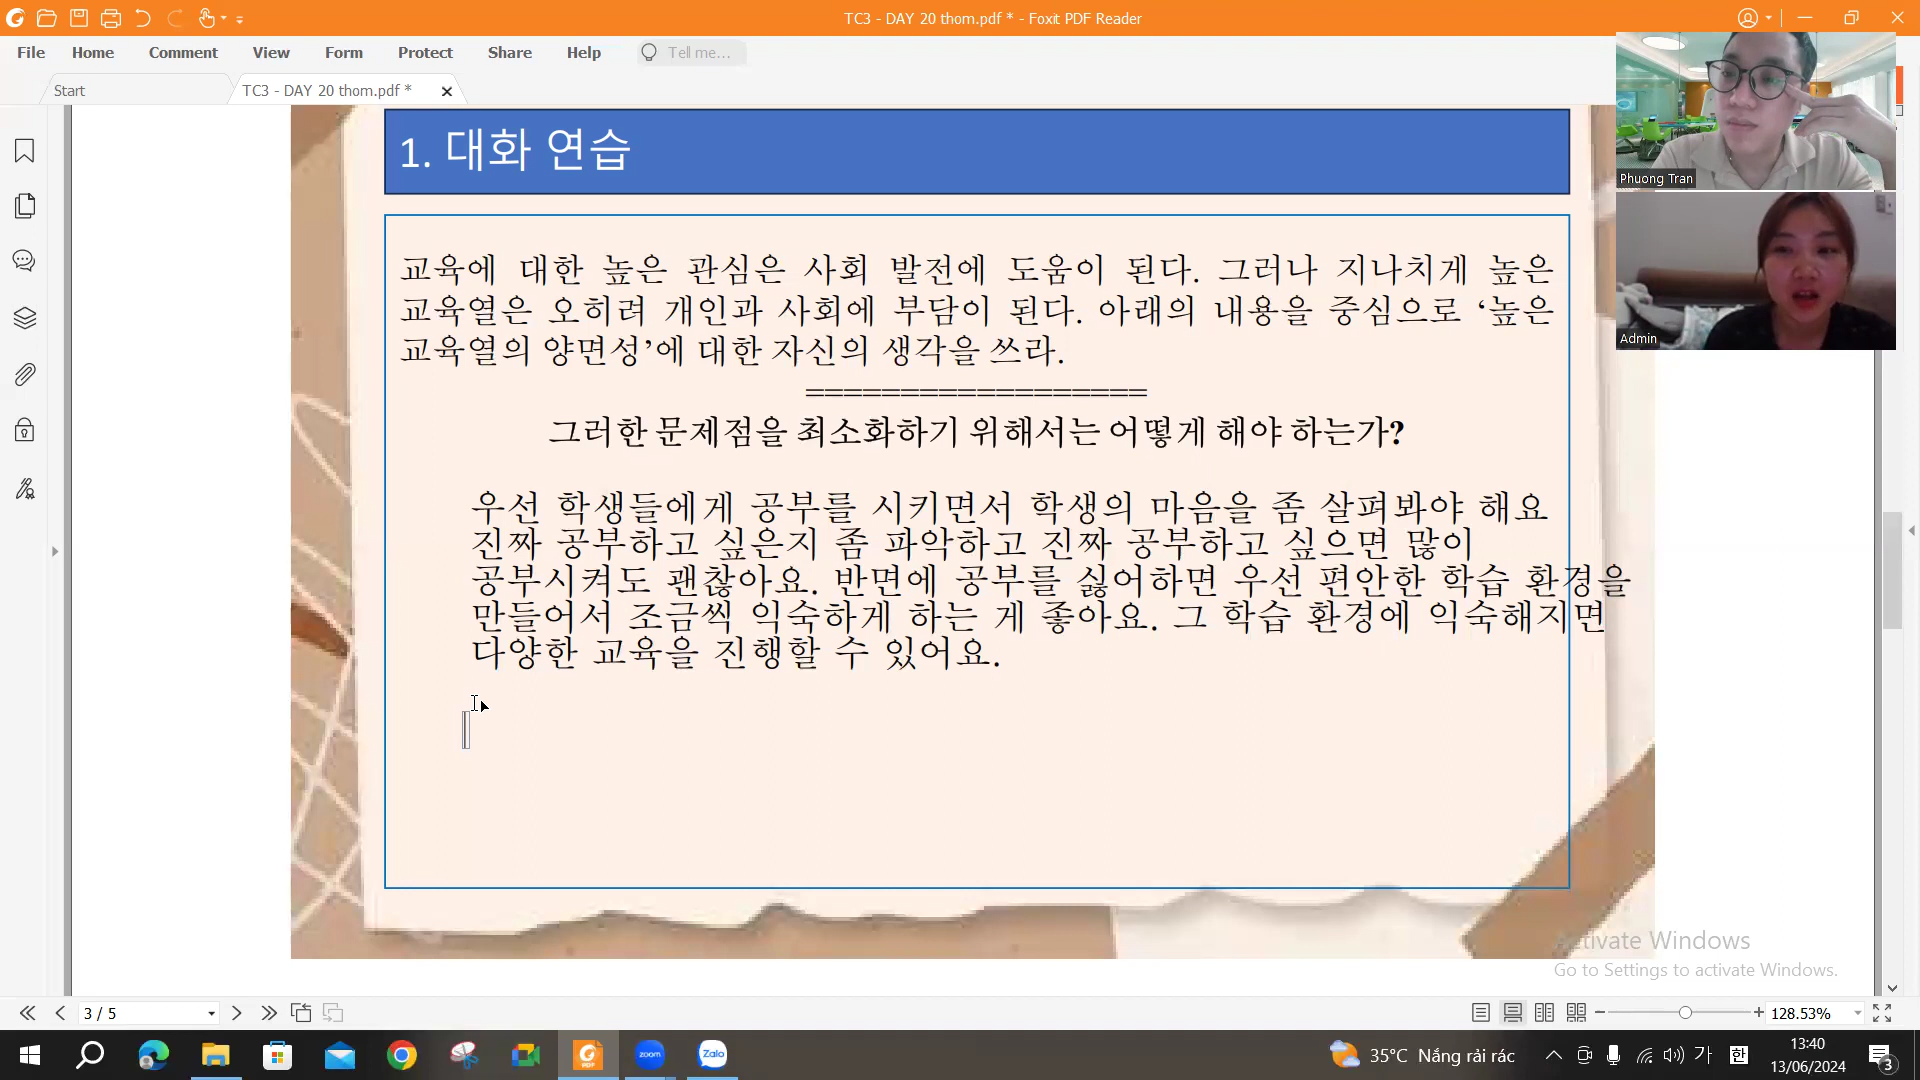 TC3 - DAY 20 thom.pdf * - Foxit PDF Reader
File Home Comment View Form Protect Share Help Tell me...
Start TC3 - DAY 20 thom.pdf *
1. 대화 연습
교육에 대한 높은 관심은 사회 발전에 도움이 된다. 그러나 지나치게 높은
교육열은 오히려 개인과 사회에 부담이 된다. 아래의 내용을 중심으로 ‘높은
교육열의 양면성’에 대한 자신의 생각을 쓰라.
==================
그러한 문제점을 최소화하기 위해서는 어떻게 해야 하는가?
우선 학생들에게 공부를 시키면서 학생의 마음을 좀 살펴봐야 해요
진짜 공부하고 싶은지 좀 파악하고 진짜 공부하고 싶으면 많이
공부시켜도 괜찮아요. 반면에 공부를 싫어하면 우선 편안한 학습 환경을
만들어서 조금씩 익숙하게 하는 게 좋아요. 그 학습 환경에 익숙해지면
다양한 교육을 진행할 수 있어요.
Phuong Tran
Admin
Activate Windows
Go to Settings to activate Windows.
3 / 5
128.53%
PDF
zoom
Zalo
35°C Nắng rải rác
가
한
13:40
13/06/2024
3